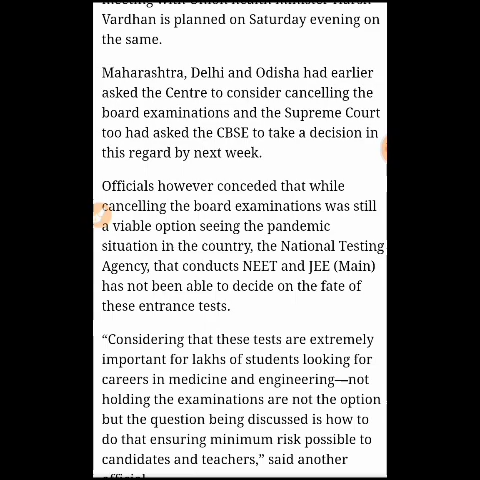 meeting with Union health minister Harsh
Vardhan is planned on Saturday evening on
the same.
Maharashtra, Delhi and Odisha had earlier
asked the Centre to consider cancelling the
board examinations and the Supreme Court
too had asked the CBSE to take a decision in
this regard by next week.
Officials however conceded that while
cancelling the board examinations was still
a viable option seeing the pandemic
situation in the country, the National Testing
Agency, that conducts NEET and JEE (Main)
has not been able to decide on the fate of
these entrance tests.
“Considering that these tests are extremely
important for lakhs of students looking for
careers in medicine and engineering—not
holding the examinations are not the option
but the question being discussed is how to
do that ensuring minimum risk possible to
candidates and teachers,” said another